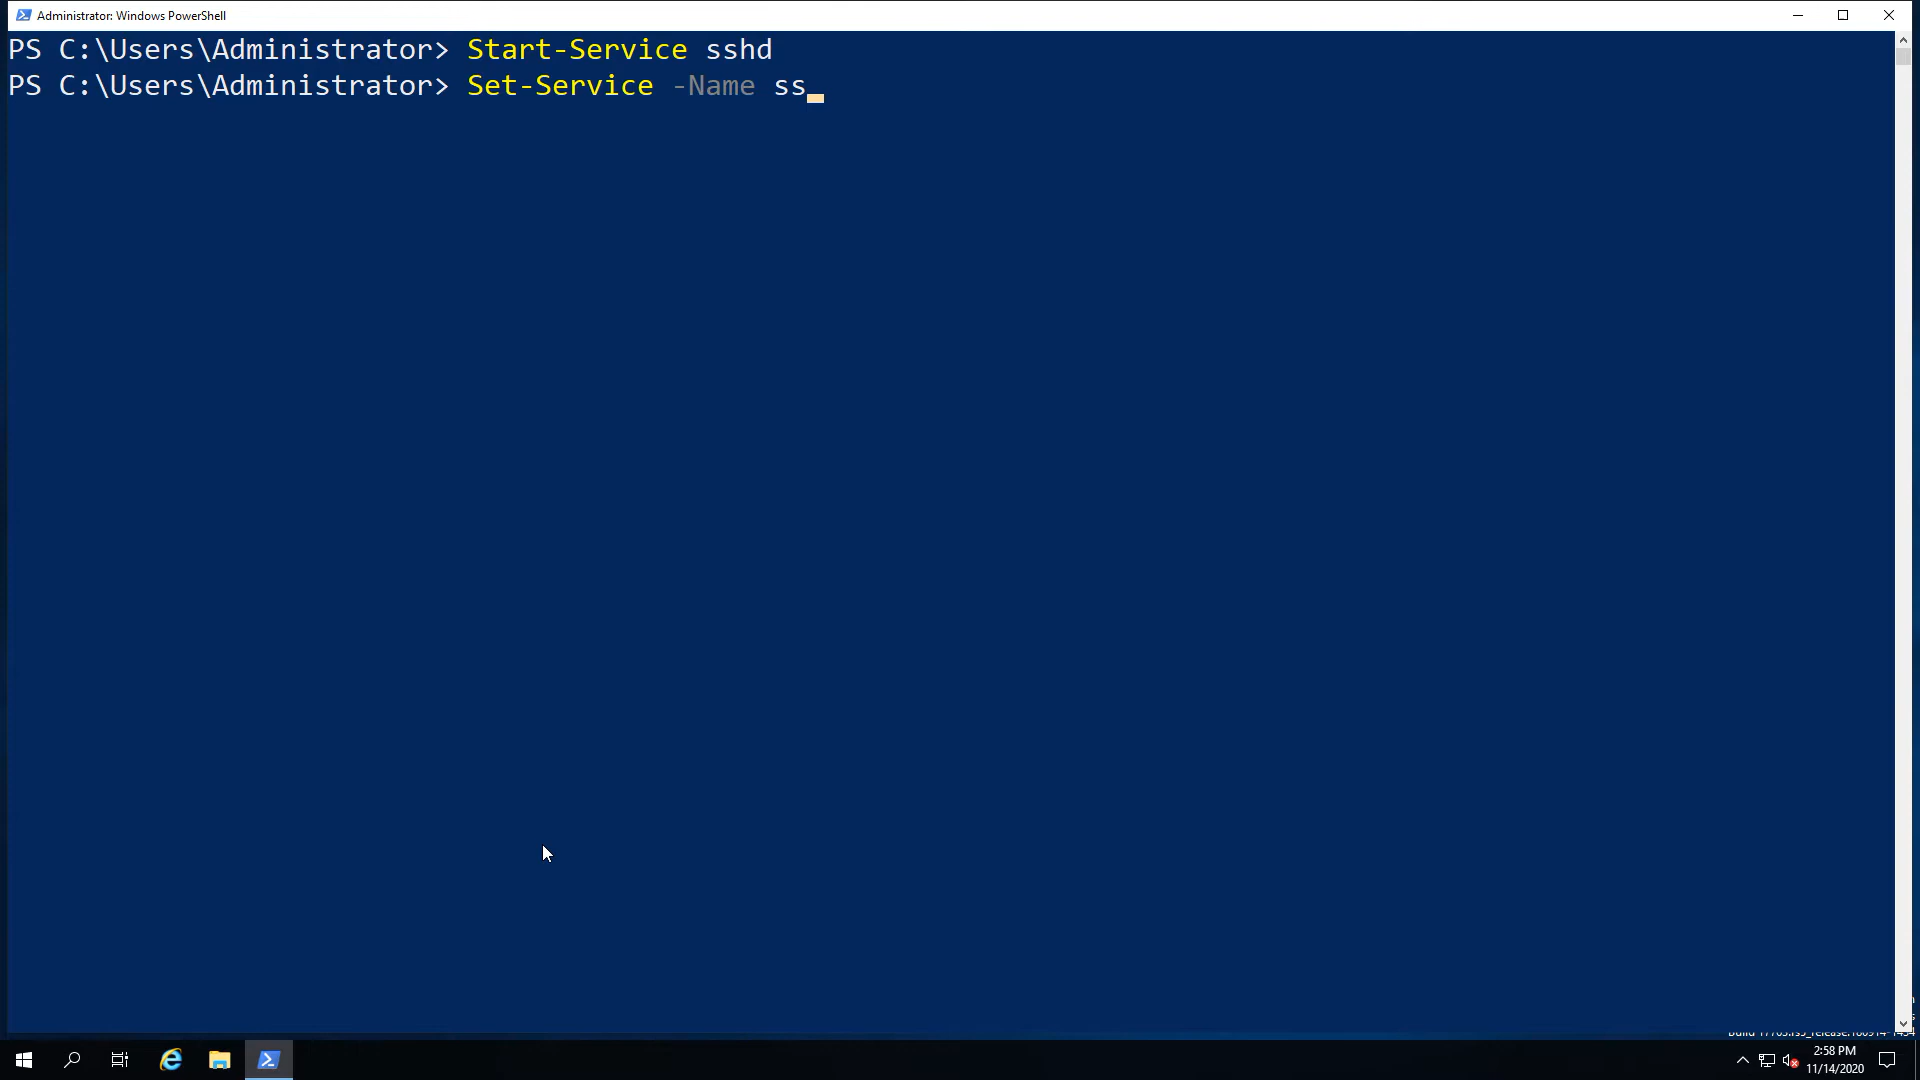 Administrator: Windows PowerShell
PS C:\Users\Administrator> Start-Service sshd
PS C:\Users\Administrator> Set-Service -Name ss
2:58 PM
11/14/2020